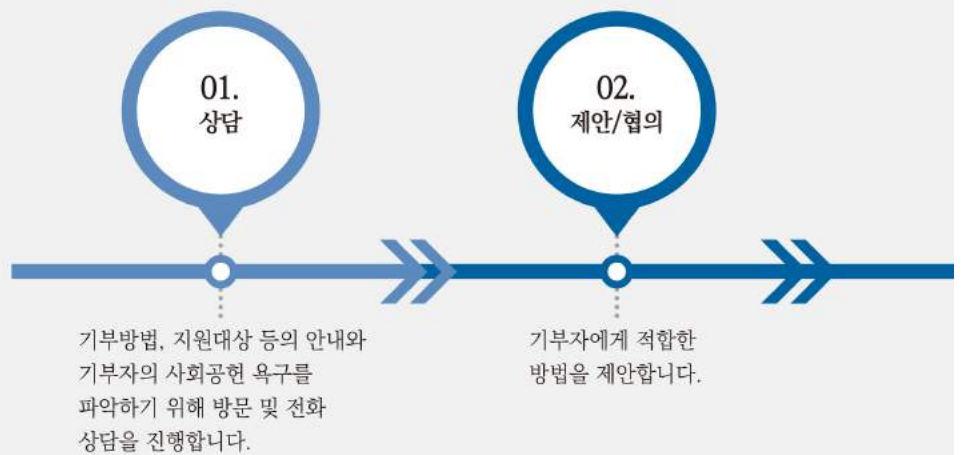 01.
상담
기부방법, 지원대상 등의 안내와
기부자의 사회공헌 욕구를
파악하기 위해 방문 및 전화
상담을 진행합니다.
02.
제안/협의
기부자에게 적합한
방법을 제안합니다.